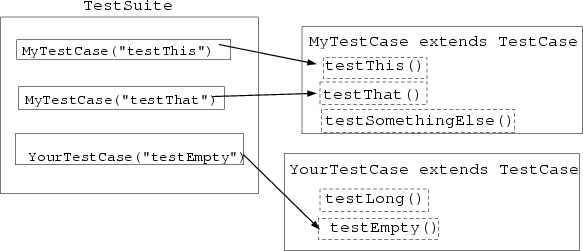 TestSuite
MyTestCase("testThis")
MyTestCase("testThat")
YourTestCase("testEmpty")
MyTestCase extends TestCase
testThis()
testThat()
testSomethingElse()
YourTestCase extends TestCase
testLong()
testEmpty()